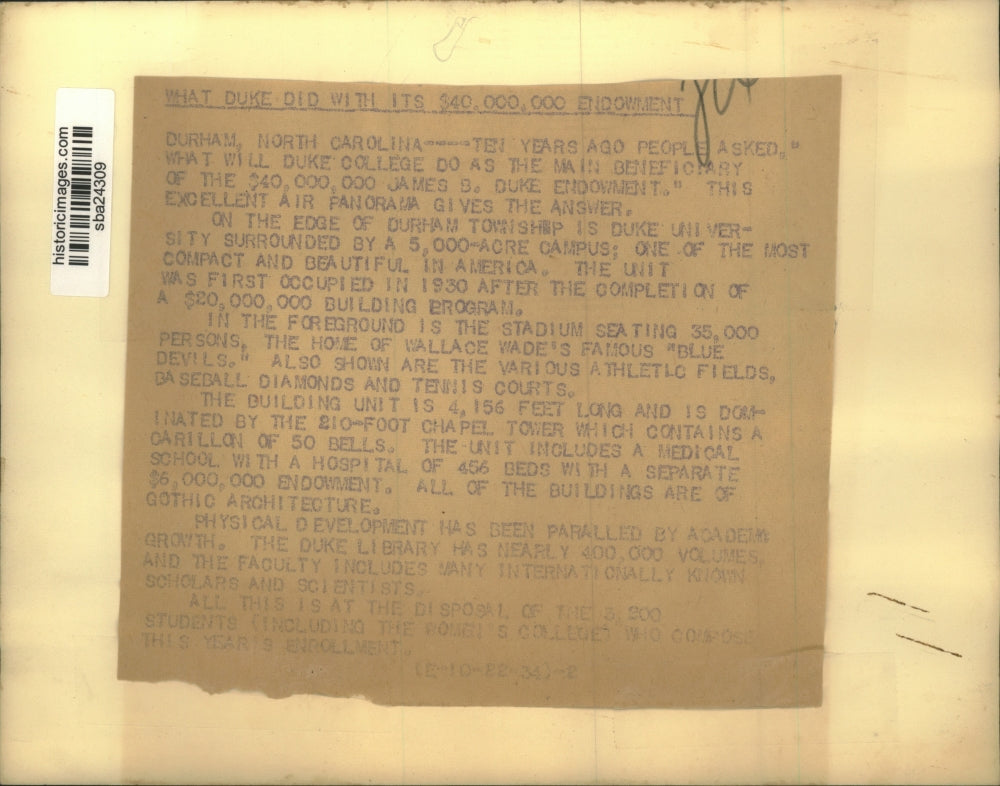 historicimages.com
sba24309
WHAT DUKE DID WITH ITS $40,000,000 ENDOWMENT
DURHAM, NORTH CAROLINA----TEN YEARS AGO PEOPLE ASKED,"
WHAT WILL DUKE COLLEGE DO AS THE MAIN BENEFICIARY
OF THE $40,000,000 JAMES B. DUKE ENDOWMENT." THIS
EXCELLENT AIR PANORAMA GIVES THE ANSWER.
ON THE EDGE OF DURHAM TOWNSHIP IS DUKE UNIVER-
SITY SURROUNDED BY A 5,000-ACRE CAMPUS; ONE OF THE MOST
COMPACT AND BEAUTIFUL IN AMERICA. THE UNIT
WAS FIRST OCCUPIED IN 1930 AFTER THE COMPLETION OF
A $20,000,000 BUILDING PROGRAM.
IN THE FOREGROUND IS THE STADIUM SEATING 35,000
PERSONS, THE HOME OF WALLACE WADE'S FAMOUS "BLUE
DEVILS." ALSO SHOWN ARE THE VARIOUS ATHLETIC FIELDS,
BASEBALL DIAMONDS AND TENNIS COURTS.
THE BUILDING UNIT IS 4,156 FEET LONG AND IS DOM-
INATED BY THE 210-FOOT CHAPEL TOWER WHICH CONTAINS A
CARILLON OF 50 BELLS. THE UNIT INCLUDES A MEDICAL
SCHOOL WITH A HOSPITAL OF 456 BEDS WITH A SEPARATE
$6,000,000 ENDOWMENT. ALL OF THE BUILDINGS ARE OF
GOTHIC ARCHITECTURE.
PHYSICAL DEVELOPMENT HAS BEEN PARALLED BY ACADEMIC
GROWTH. THE DUKE LIBRARY HAS NEARLY 400,000 VOLUMES,
AND THE FACULTY INCLUDES MANY INTERNATIONALLY KNOWN
SCHOLARS AND SCIENTISTS.
ALL THIS IS AT THE DISPOSAL OF THE 3,200
STUDENTS (INCLUDING THE WOMEN'S COLLEGE) WHO COMPOSE
THIS YEAR'S ENROLLMENT.
(E-10-22-34)-2